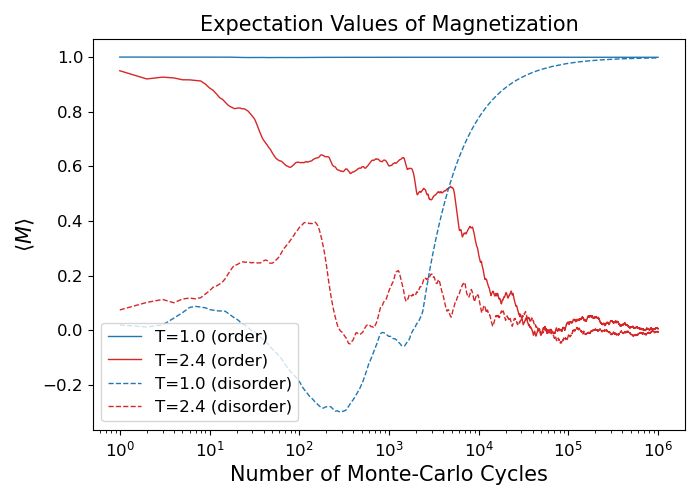 Expectation Values of Magnetization
⟨M⟩
1.0
0.8
0.6
0.4
0.2
0.0
−0.2
T=1.0 (order)
T=2.4 (order)
T=1.0 (disorder)
T=2.4 (disorder)
10⁰ 10¹ 10² 10³ 10⁴ 10⁵ 10⁶
Number of Monte-Carlo Cycles